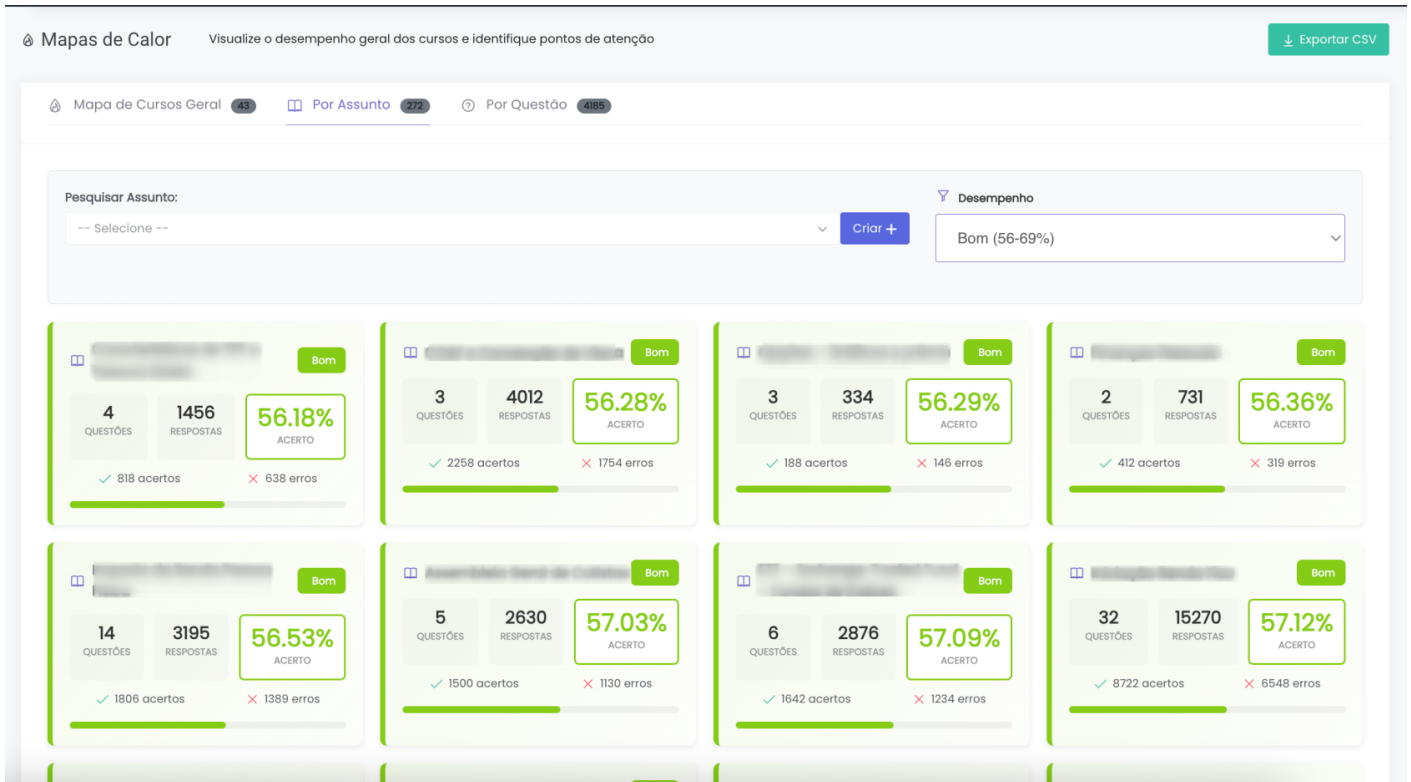 Mapas de Calor
Visualize o desempenho geral dos cursos e identifique pontos de atenção
Exportar CSV
Mapa de Cursos Geral 43
Por Assunto 272
Por Questão 4185
Pesquisar Assunto:
-- Selecione --
Criar +
Desempenho
Bom (56-69%)
Bom
4
QUESTÕES
1456
RESPOSTAS
56.18%
ACERTO
818 acertos
638 erros
Bom
3
QUESTÕES
4012
RESPOSTAS
56.28%
ACERTO
2258 acertos
1754 erros
Bom
3
QUESTÕES
334
RESPOSTAS
56.29%
ACERTO
188 acertos
146 erros
Bom
2
QUESTÕES
731
RESPOSTAS
56.36%
ACERTO
412 acertos
319 erros
Bom
14
QUESTÕES
3195
RESPOSTAS
56.53%
ACERTO
1806 acertos
1389 erros
Bom
5
QUESTÕES
2630
RESPOSTAS
57.03%
ACERTO
1500 acertos
1130 erros
Bom
6
QUESTÕES
2876
RESPOSTAS
57.09%
ACERTO
1642 acertos
1234 erros
Bom
32
QUESTÕES
15270
RESPOSTAS
57.12%
ACERTO
8722 acertos
6548 erros